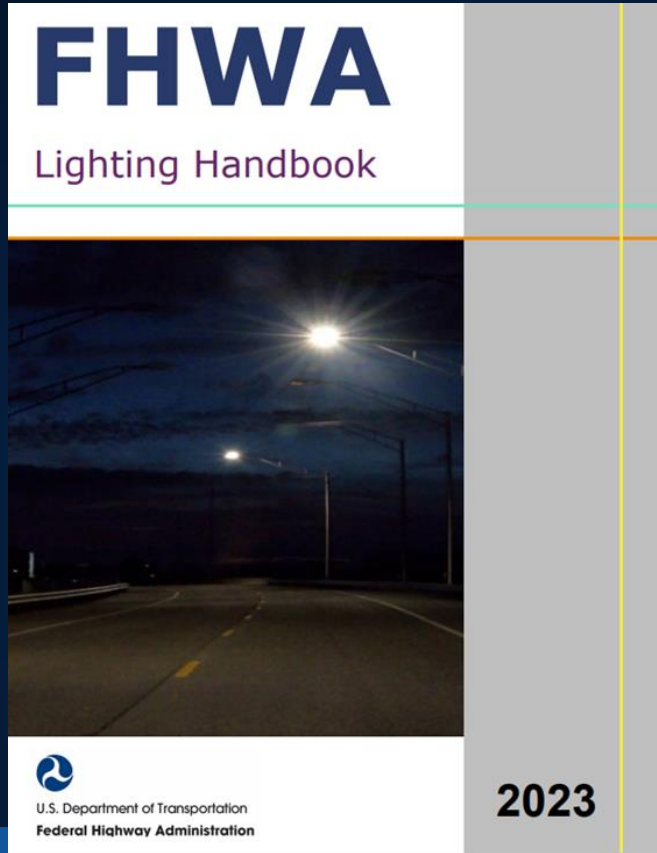 FHWA
Lighting Handbook
U.S. Department of Transportation
Federal Highway Administration
2023